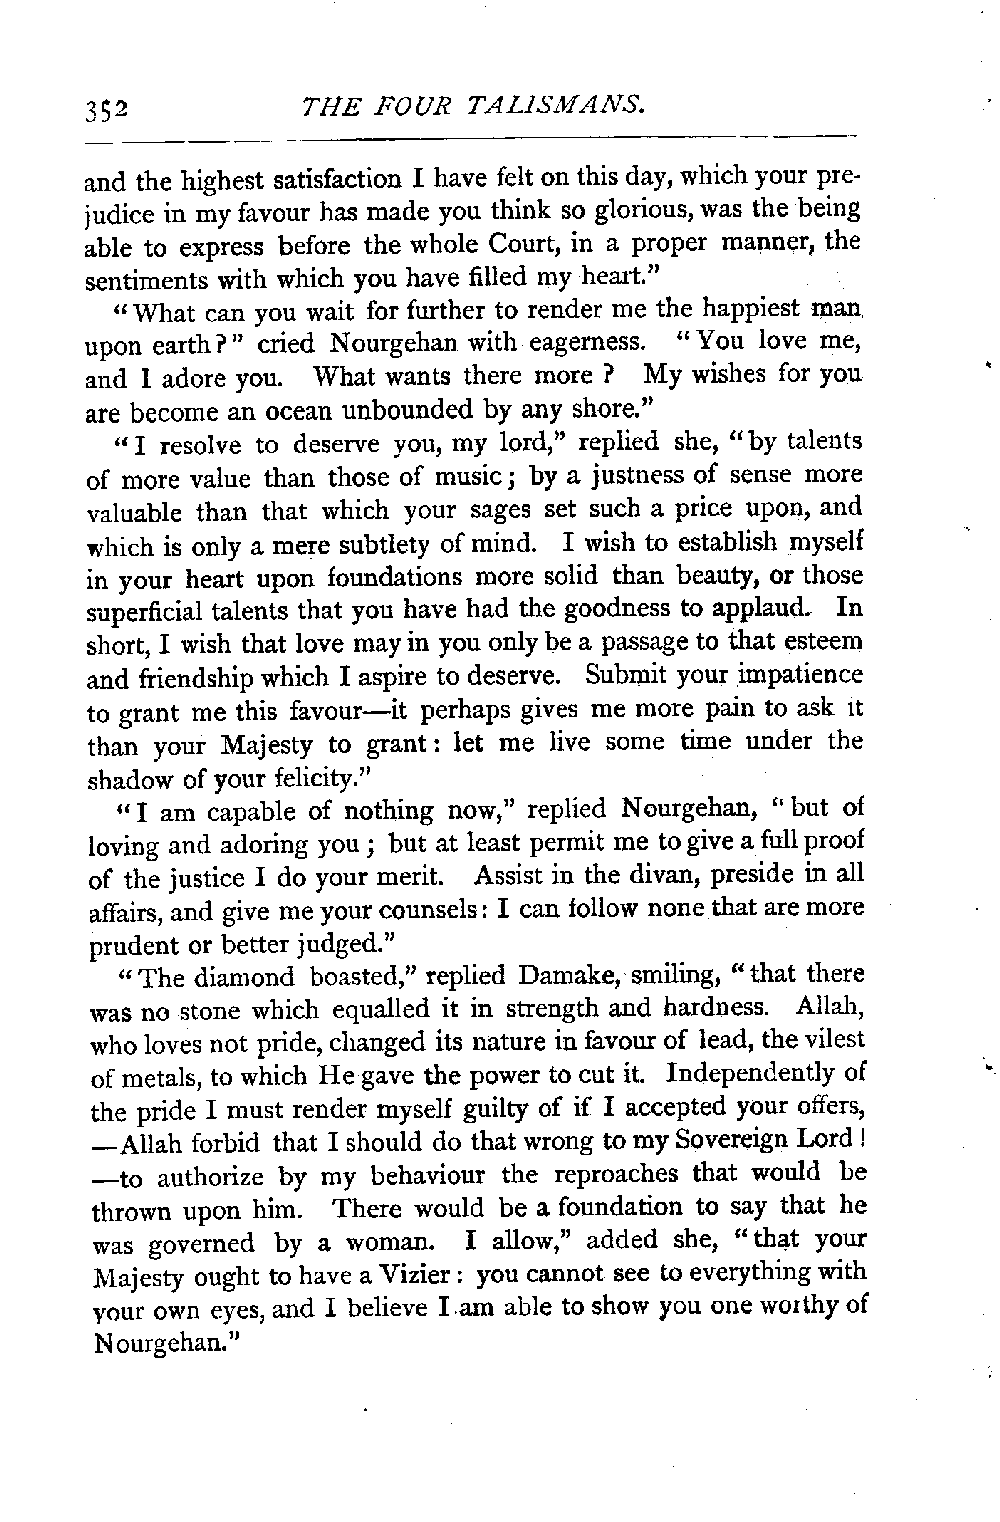 352 THE FOUR TALISMANS.
and the highest satisfaction I have felt on this day, which your pre-
judice in my favour has made you think so glorious, was the being
able to express before the whole Court, in a proper manner, the
sentiments with which you have filled my heart."
"What can you wait for further to render me the happiest man
upon earth?" cried Nourgehan with eagerness. "You love me,
and I adore you. What wants there more? My wishes for you
are become an ocean unbounded by any shore."
"I resolve to deserve you, my lord," replied she, "by talents
of more value than those of music; by a justness of sense more
valuable than that which your sages set such a price upon, and
which is only a mere subtlety of mind. I wish to establish myself
in your heart upon foundations more solid than beauty, or those
superficial talents that you have had the goodness to applaud. In
short, I wish that love may in you only be a passage to that esteem
and friendship which I aspire to deserve. Submit your impatience
to grant me this favour—it perhaps gives me more pain to ask it
than your Majesty to grant: let me live some time under the
shadow of your felicity."
"I am capable of nothing now," replied Nourgehan, "but of
loving and adoring you; but at least permit me to give a full proof
of the justice I do your merit. Assist in the divan, preside in all
affairs, and give me your counsels: I can follow none that are more
prudent or better judged."
"The diamond boasted," replied Damake, smiling, "that there
was no stone which equalled it in strength and hardness. Allah,
who loves not pride, changed its nature in favour of lead, the vilest
of metals, to which He gave the power to cut it. Independently of
the pride I must render myself guilty of if I accepted your offers,
—Allah forbid that I should do that wrong to my Sovereign Lord!
—to authorize by my behaviour the reproaches that would be
thrown upon him. There would be a foundation to say that he
was governed by a woman. I allow," added she, "that your
Majesty ought to have a Vizier: you cannot see to everything with
your own eyes, and I believe I am able to show you one worthy of
Nourgehan."